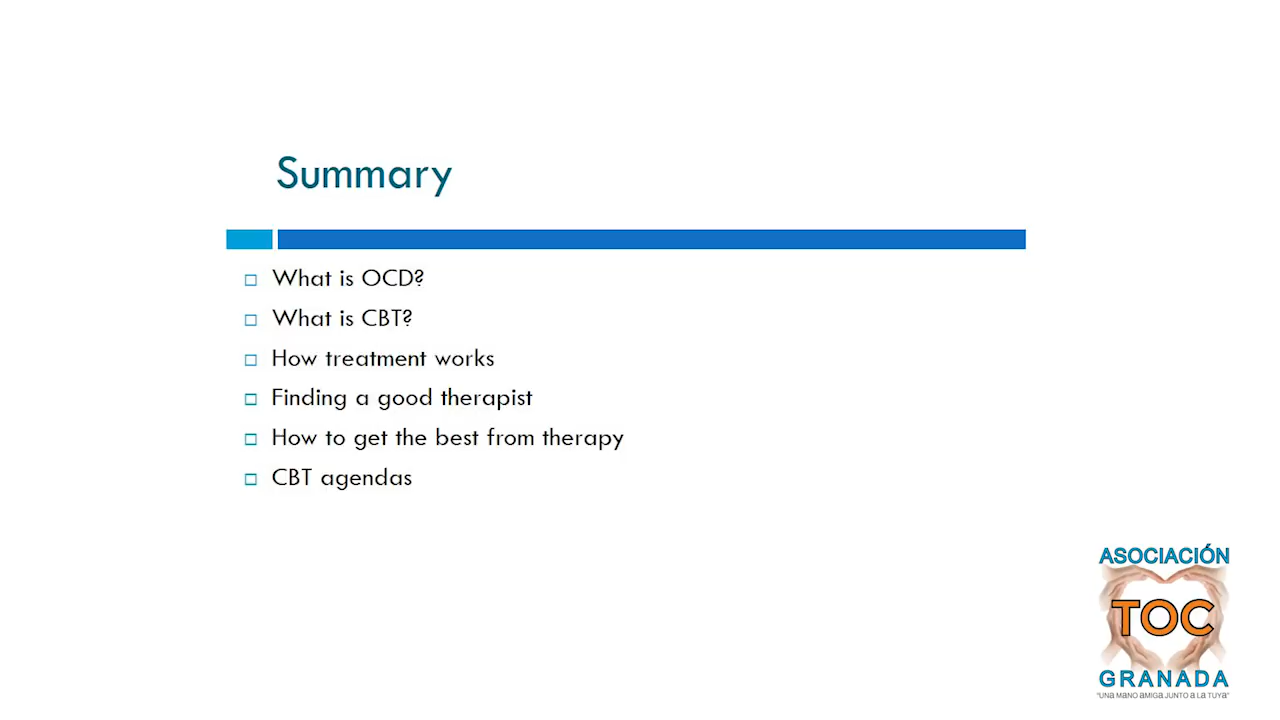 Summary
What is OCD?
What is CBT?
How treatment works
Finding a good therapist
How to get the best from therapy
CBT agendas
ASOCIACIÓN
TOC
GRANADA
"UNA MANO AMIGA JUNTO A LA TUYA"